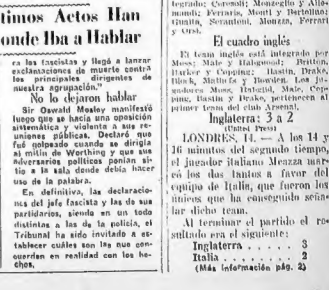 timos Actos Han
onde Iba a Hablar
ra los fascistas y llegó a lanzar
exclamaciones de muerte contra
los principales dirigentes de
nuestra agrupación."
No lo dejaron hablar
Sir Oswald Mosley manifestó
luego que se hacía una oposición
sistemática y violenta a sus re-
uniones públicas. Declaró que
fué golpeado cuando se dirigía
al mitin de Worthing y que sus
adversarios políticos ponían si-
tio a la sala donde debía hacer
uso de la palabra.
En definitiva, las declaracio-
nes del jefe fascista y las de sus
partidarios, siendo en un todo
distintas a las de la policía, el
Tribunal ha sido invitado a es-
tablecer cuáles son las que con-
cuerdan en realidad con los he-
chos.
tegrado: Ceresoli; Monzeglio y Alle-
mandi; Ferraris, Monti y Bertolini;
Guaita, Serantoni, Meazza, Ferrari
y Orsi.
El cuadro inglés
El team inglés está integrado por
Moss; Male y Hapgood; Britten,
Barker y Copping; Bastin, Drake,
y Bowden. Los ju-
gadores Moss, Hapgood, Male, Cop-
ping, Bastin y Drake, pertenecen al
primer team del club Arsenal.
Inglaterra: 3 a 2
(United Press)
LONDRES, 14. — A los 14 y
16 minutos del segundo tiempo,
el jugador italiano Meazza mar-
có los dos tantos a favor del
equipo de Italia, que fueron los
únicos que ha conseguido seña-
lar dicho team.
Al terminar el partido el re-
sultado era el siguiente:
Inglaterra . . . . . 3
Italia . . . . . . . 2
(Más información pág. 2)